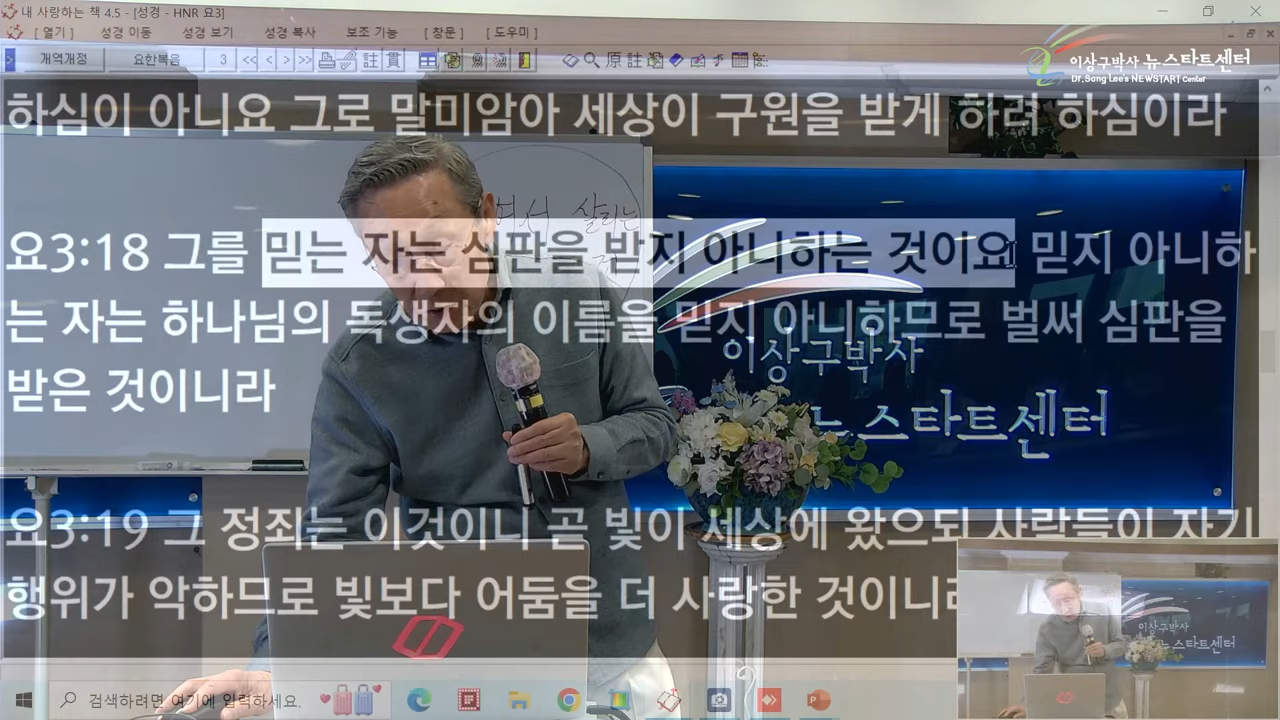 내 사랑하는 책 4.5 - [성경 - HNR 요3]
[ 열기 ] 성경 이동 성경 보기 성경 복사 보조 기능 [ 창문 ] [ 도우미 ]
개역개정 요한복음 3 << < > >> 註 貫 原 註
이상구박사 뉴스타트센터
Dr.Sang Lee's NEWSTART Center
하심이 아니요 그로 말미암아 세상이 구원을 받게 하려 하심이라
여서 살리는
요3:18 그를 믿는 자는 심판을 받지 아니하는 것이요 믿지 아니하
는 자는 하나님의 독생자의 이름을 믿지 아니하므로 벌써 심판을
받은 것이니라
이상구박사
뉴스타트센터
요3:19 그 정죄는 이것이니 곧 빛이 세상에 왔으되 사람들이 자기
행위가 악하므로 빛보다 어둠을 더 사랑한 것이니라
이상구박사
뉴스타트센터
검색하려면 여기에 입력하세요.